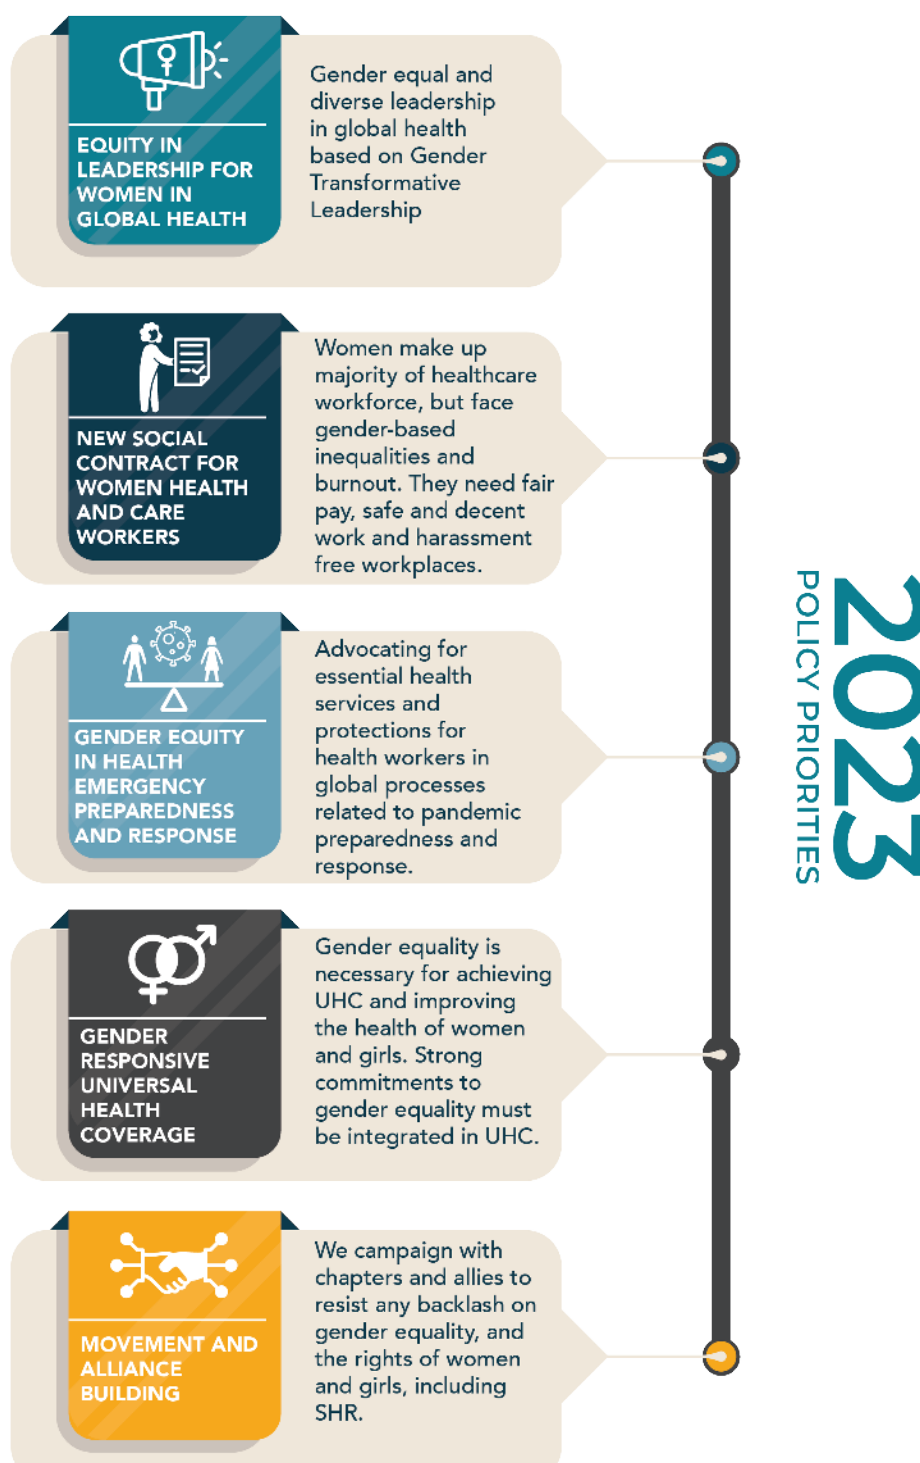 EQUITY IN
LEADERSHIP FOR
WOMEN IN
GLOBAL HEALTH
Gender equal and
diverse leadership
in global health
based on Gender
Transformative
Leadership
NEW SOCIAL
CONTRACT FOR
WOMEN HEALTH
AND CARE
WORKERS
Women make up
majority of healthcare
workforce, but face
gender-based
inequalities and
burnout. They need fair
pay, safe and decent
work and harassment
free workplaces.
GENDER EQUITY
IN HEALTH
EMERGENCY
PREPAREDNESS
AND RESPONSE
Advocating for
essential health
services and
protections for
health workers in
global processes
related to pandemic
preparedness and
response.
GENDER
RESPONSIVE
UNIVERSAL
HEALTH
COVERAGE
Gender equality is
necessary for achieving
UHC and improving
the health of women
and girls. Strong
commitments to
gender equality must
be integrated in UHC.
MOVEMENT AND
ALLIANCE
BUILDING
We campaign with
chapters and allies to
resist any backlash on
gender equality, and
the rights of women
and girls, including
SHR.
2023
POLICY PRIORITIES